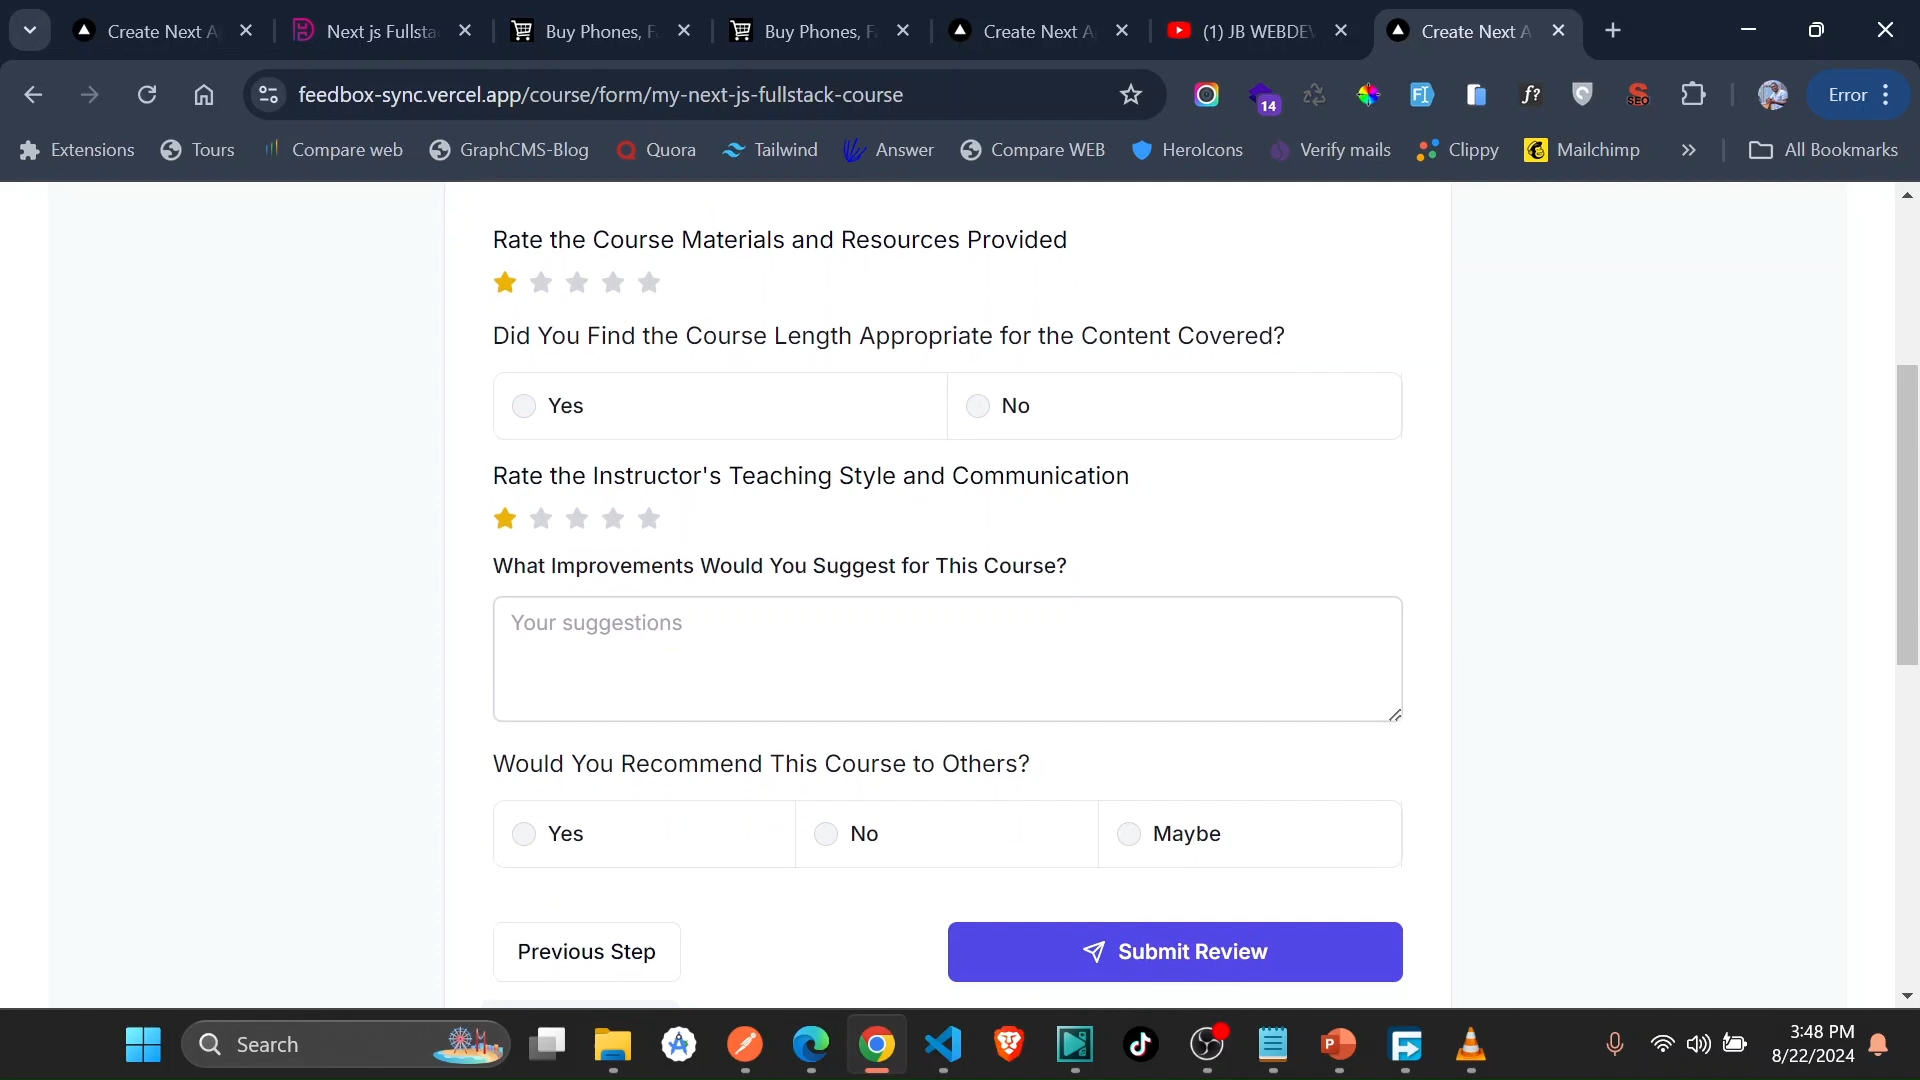 Create Next A
Next js Fullsta
Buy Phones, F
Buy Phones, F
Create Next A
(1) JB WEBDEV
Create Next A
feedbox-sync.vercel.app/course/form/my-next-js-fullstack-course
14
f?
SEO
Error
Extensions
Tours
Compare web
GraphCMS-Blog
Quora
Tailwind
Answer
Compare WEB
HeroIcons
Verify mails
Clippy
Mailchimp
All Bookmarks
Rate the Course Materials and Resources Provided
Did You Find the Course Length Appropriate for the Content Covered?
Yes
No
Rate the Instructor's Teaching Style and Communication
What Improvements Would You Suggest for This Course?
Your suggestions
Would You Recommend This Course to Others?
Yes
No
Maybe
Previous Step
Submit Review
Search
3:48 PM
8/22/2024